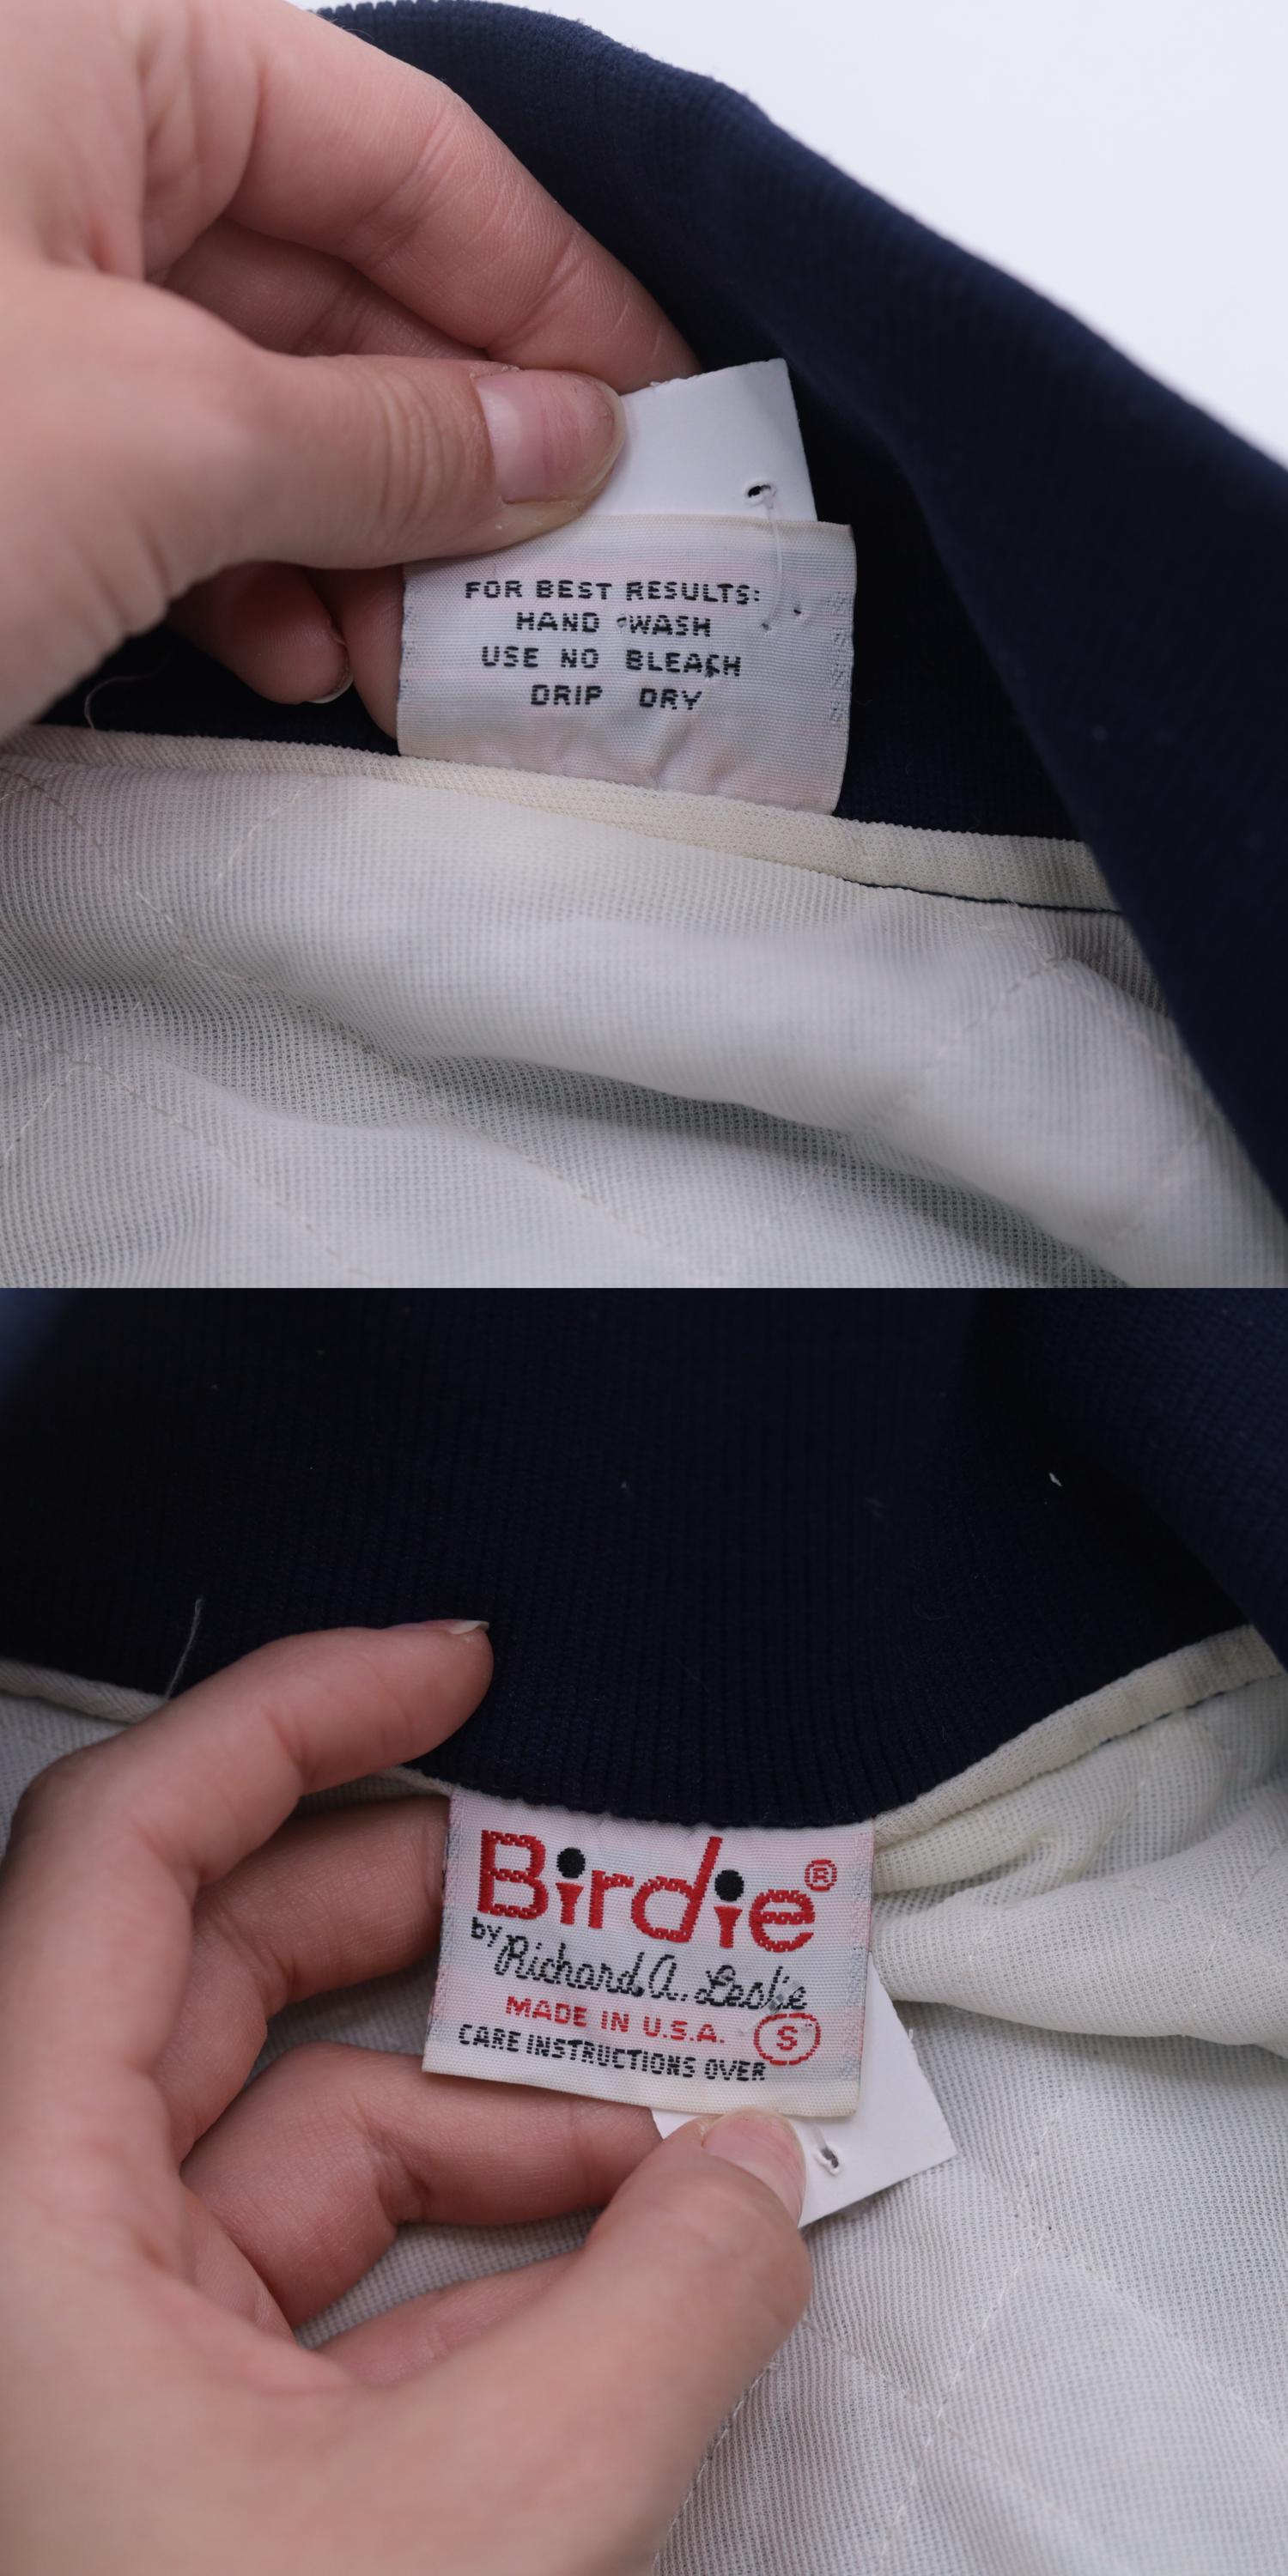 FOR BEST RESULTS:
HAND WASH
USE NO BLEACH
DRIP DRY
Birdie®
by Richard A. Leslie
MADE IN U.S.A. S
CARE INSTRUCTIONS OVER